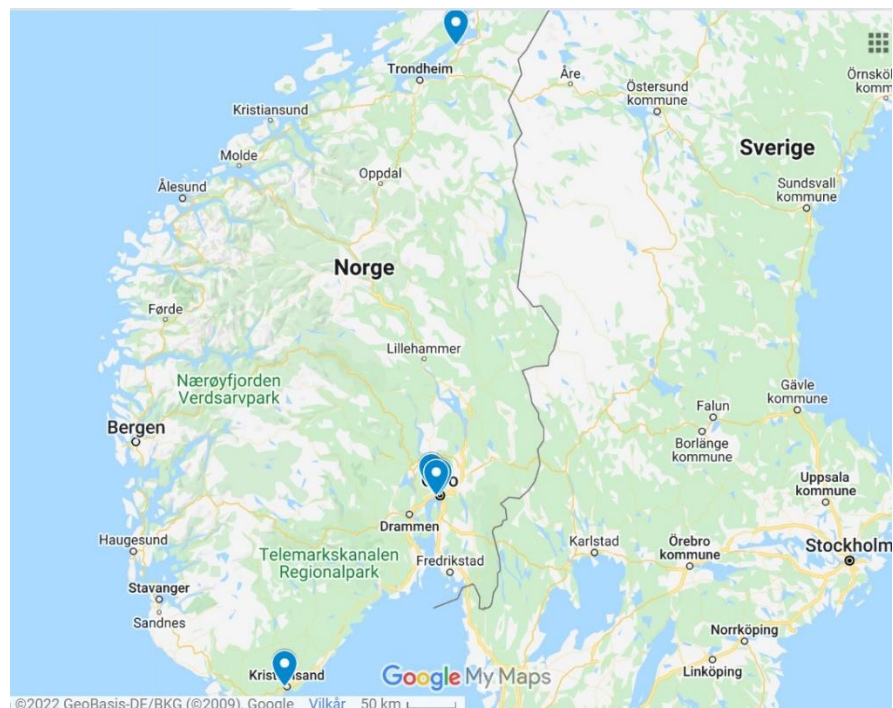 Trondheim
Åre
Östersund
kommune
Kristiansund
Sverige
Molde
Oppdal
Ålesund
Sundsvall
kommune
Norge
Førde
Lillehammer
Nærøyfjorden
Verdsarvpark
Gävle
kommune
Falun
Bergen
Borlänge
kommune
Uppsala
kommune
Drammen
Haugesund
Telemarkskanalen
Regionalpark
Karlstad
Örebro
kommune
Stockholm
Fredrikstad
Stavanger
Sandnes
Norrköping
Linköping
Google My Maps
©2022 GeoBasis-DE/BKG (©2009), Google Vilkår 50 km